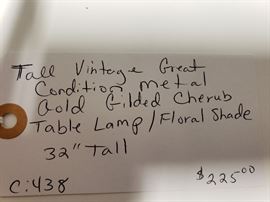 Tall Vintage Great
Condition Metal
Gold Gilded Cherub
Table Lamp/Floral Shade
32" Tall
C:438
$225.00